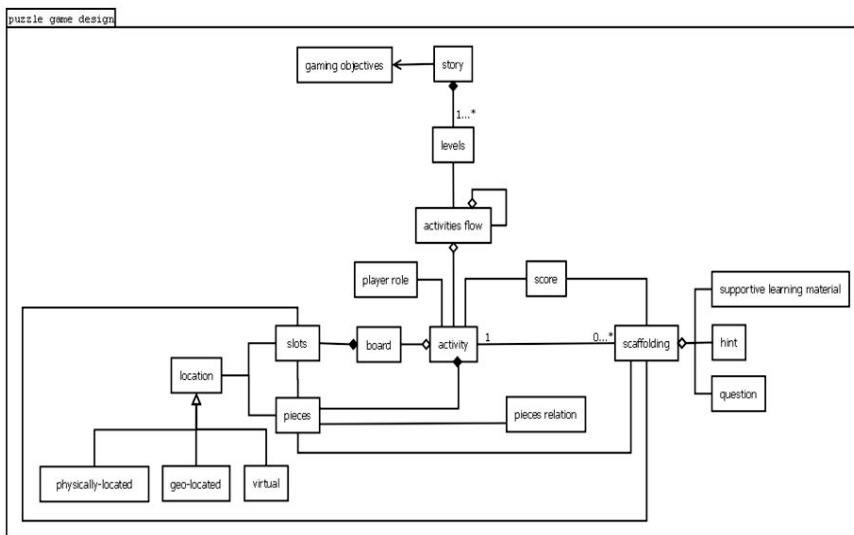 puzzle game design
gaming objectives
story
1...*
levels
activities flow
player role
score
supportive learning material
slots
board
activity
1
0...*
scaffolding
hint
location
question
pieces
pieces relation
physically-located
geo-located
virtual